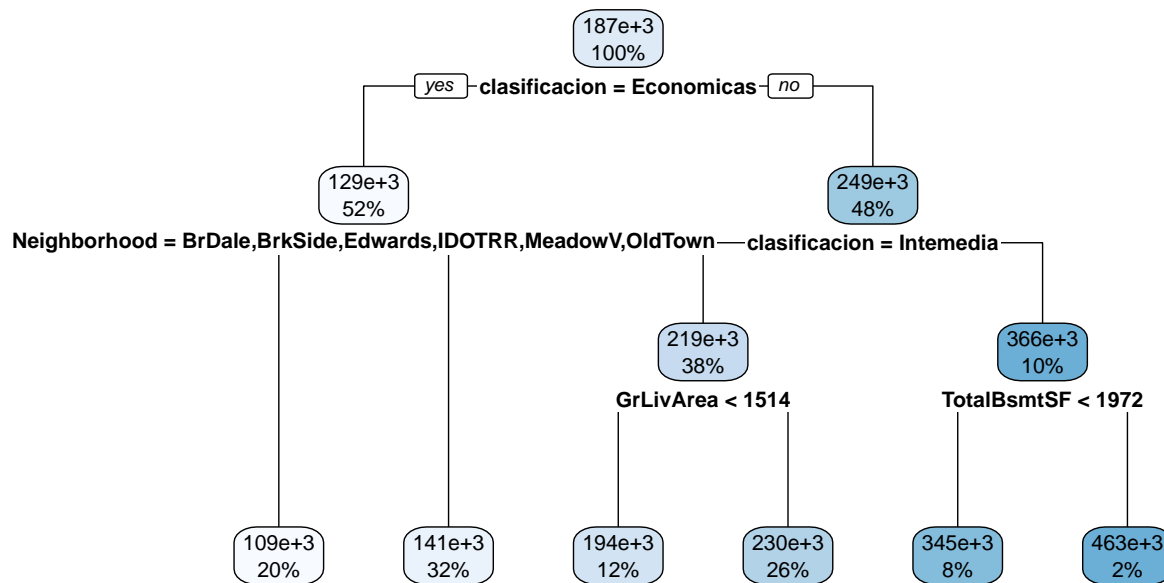 187e+3
100%
yes clasificacion = Economicas no
129e+3
52%
249e+3
48%
Neighborhood = BrDale,BrkSide,Edwards,IDOTRR,MeadowV,OldTown
clasificacion = Intemedia
219e+3
38%
366e+3
10%
GrLivArea < 1514
TotalBsmtSF < 1972
109e+3
20%
141e+3
32%
194e+3
12%
230e+3
26%
345e+3
8%
463e+3
2%